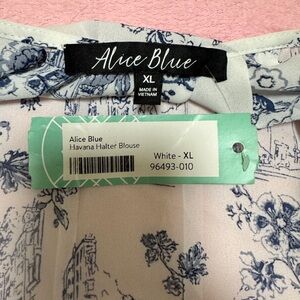 Alice Blue
XL
MADE IN
VIETNAM
Alice Blue
Havana Halter Blouse
White - XL
96493-010